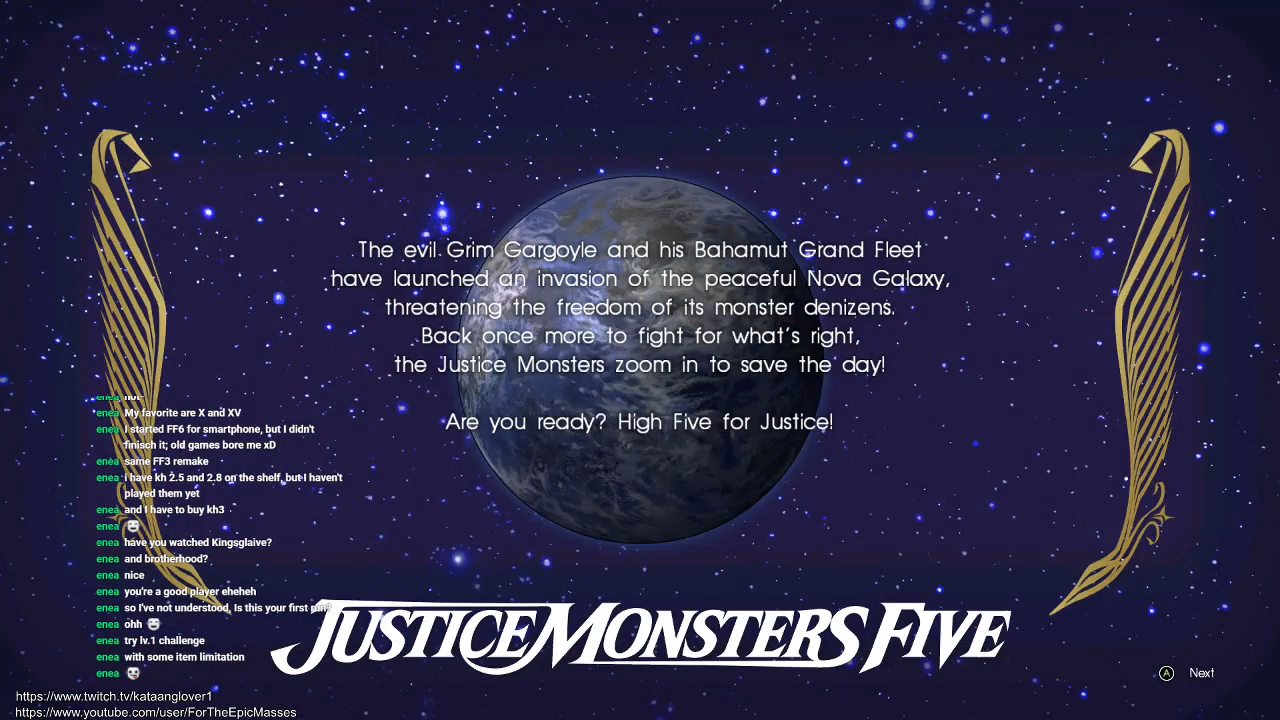 The evil Grim Gargoyle and his Bahamut Grand Fleet
have launched an invasion of the peaceful Nova Galaxy,
threatening the freedom of its monster denizens.
Back once more to fight for what's right,
the Justice Monsters zoom in to save the day!
Are you ready? High Five for Justice!
enea My favorite are X and XV
enea I started FF6 for smartphone, but I didn't
finisch it; old games bore me xD
enea same FF3 remake
enea I have kh 2.5 and 2.8 on the shelf, but I haven't
played them yet
enea and I have to buy kh3
enea
enea have you watched Kingsglaive?
enea and brotherhood?
enea nice
enea you're a good player eheheh
enea so I've not understood, Is this your first run?
enea ohh
enea try lv.1 challenge
enea with some item limitation
enea
JUSTICE MONSTERS FIVE
A Next
https://www.twitch.tv/kataanglover1
https://www.youtube.com/user/ForTheEpicMasses